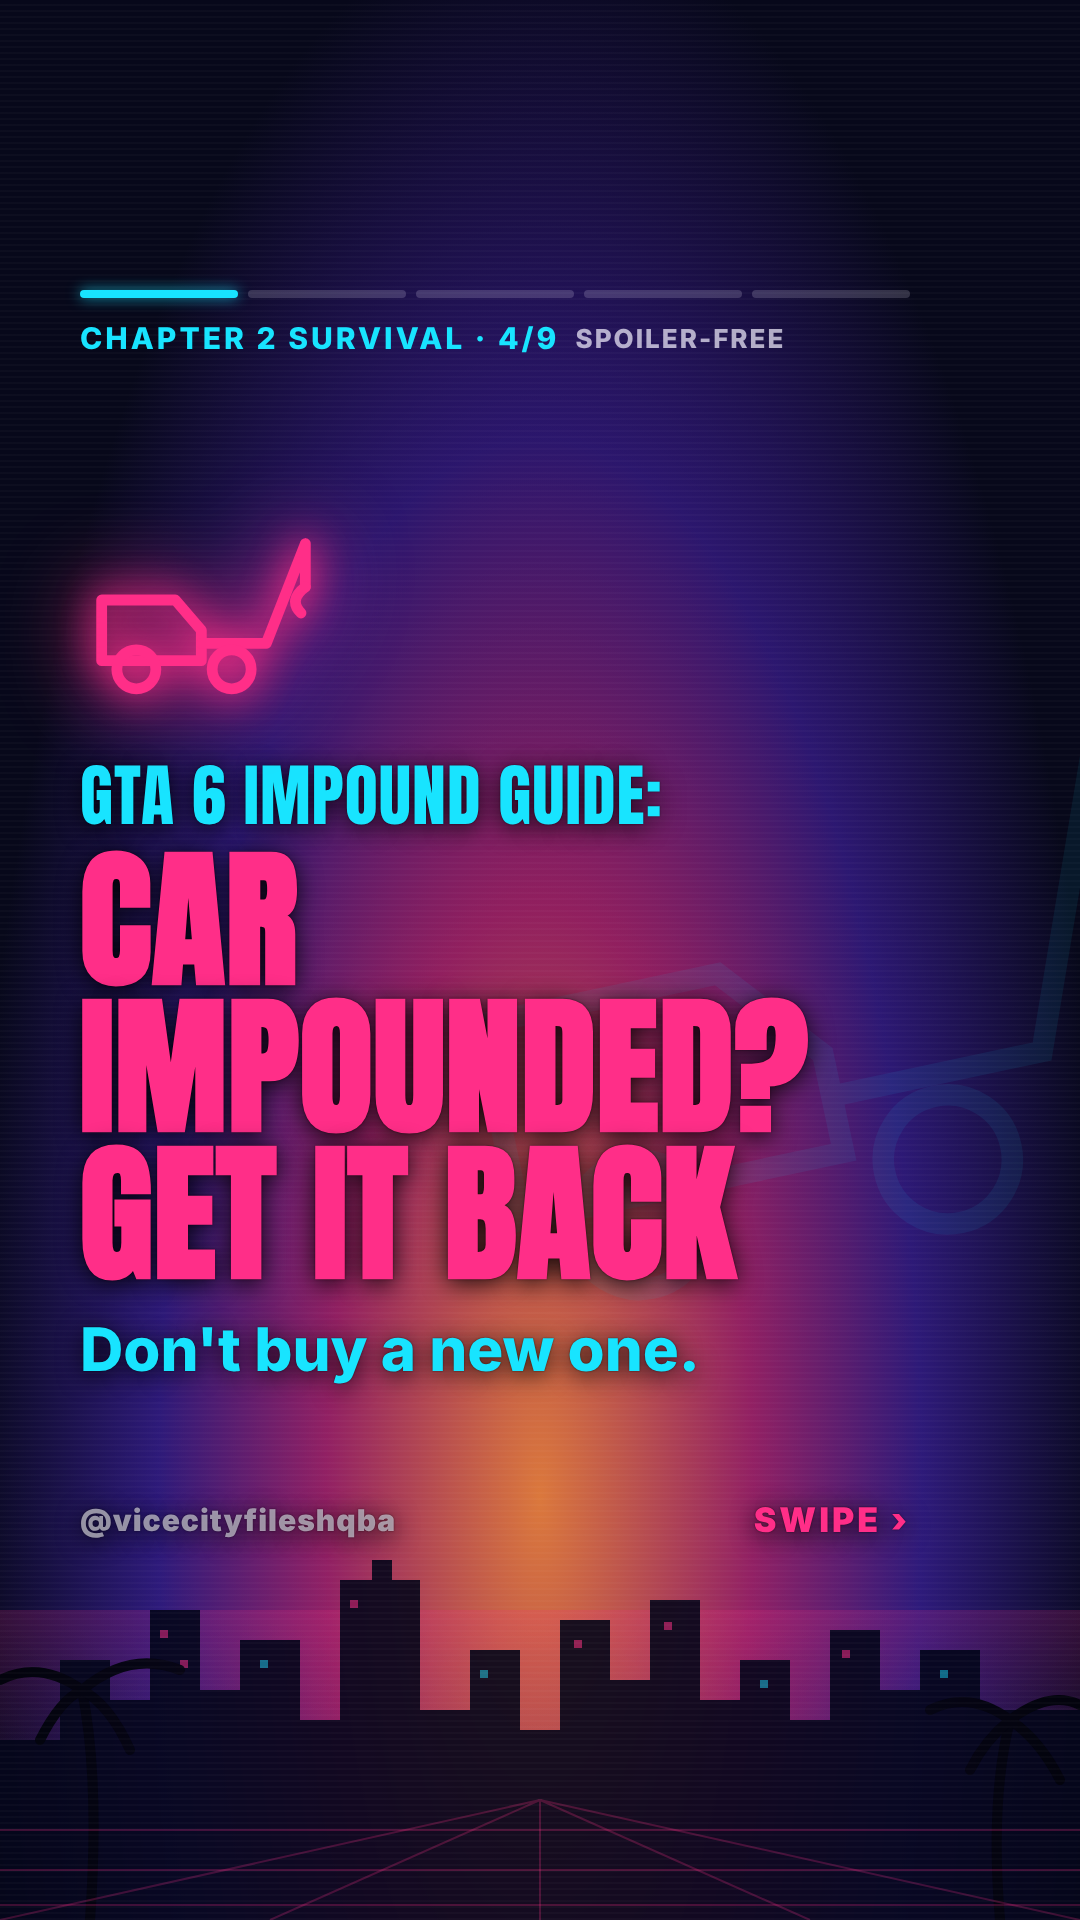 CHAPTER 2 SURVIVAL · 4/9 SPOILER-FREE
GTA 6 IMPOUND GUIDE:
CAR
IMPOUNDED?
GET IT BACK
Don't buy a new one.
@vicecityfileshqba
SWIPE ›